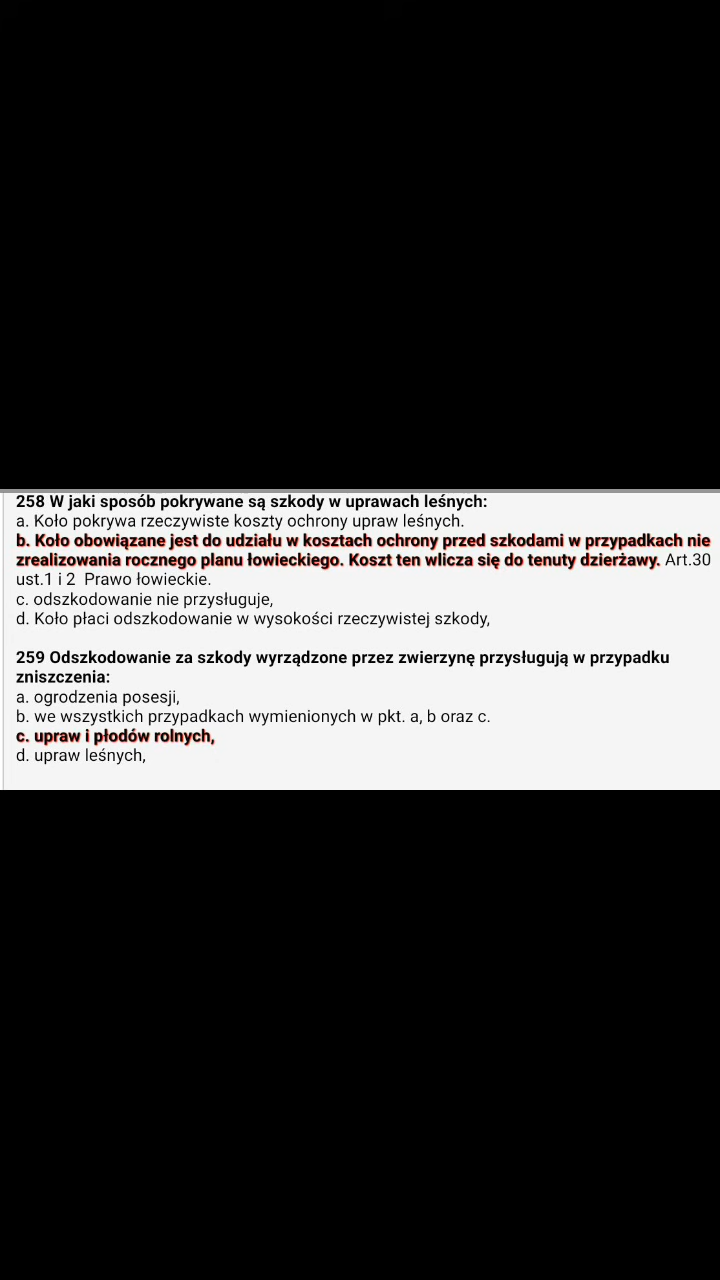 258 W jaki sposób pokrywane są szkody w uprawach leśnych:
a. Koło pokrywa rzeczywiste koszty ochrony upraw leśnych.
b. Koło obowiązane jest do udziału w kosztach ochrony przed szkodami w przypadkach nie
zrealizowania rocznego planu łowieckiego. Koszt ten wlicza się do tenuty dzierżawy. Art.30
ust.1 i 2 Prawo łowieckie.
c. odszkodowanie nie przysługuje,
d. Koło płaci odszkodowanie w wysokości rzeczywistej szkody,
259 Odszkodowanie za szkody wyrządzone przez zwierzynę przysługują w przypadku
zniszczenia:
a. ogrodzenia posesji,
b. we wszystkich przypadkach wymienionych w pkt. a, b oraz c.
c. upraw i płodów rolnych,
d. upraw leśnych,